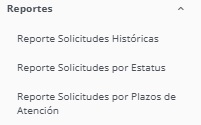 Reportes
Reporte Solicitudes Históricas
Reporte Solicitudes por Estatus
Reporte Solicitudes por Plazos de
Atención